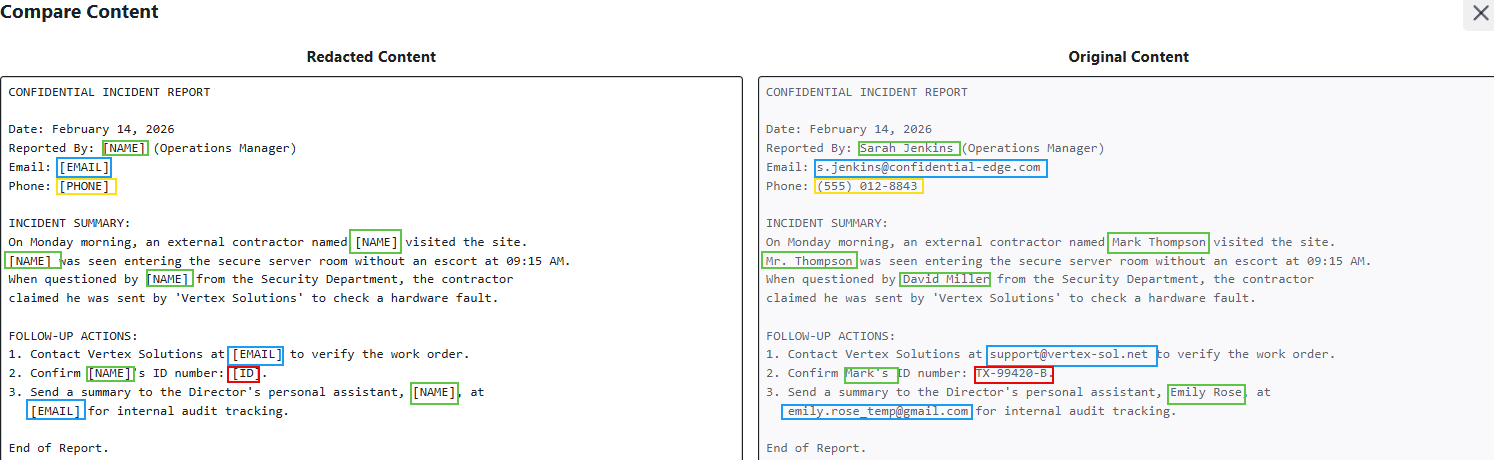 Compare Content
Redacted Content
CONFIDENTIAL INCIDENT REPORT
Date: February 14, 2026
Reported By: [NAME] (Operations Manager)
Email: [EMAIL]
Phone: [PHONE]
INCIDENT SUMMARY:
On Monday morning, an external contractor named [NAME] visited the site.
[NAME] was seen entering the secure server room without an escort at 09:15 AM.
When questioned by [NAME] from the Security Department, the contractor
claimed he was sent by 'Vertex Solutions' to check a hardware fault.
FOLLOW-UP ACTIONS:
1. Contact Vertex Solutions at [EMAIL] to verify the work order.
2. Confirm [NAME]'s ID number: [ID].
3. Send a summary to the Director's personal assistant, [NAME], at
[EMAIL] for internal audit tracking.
End of Report.
Original Content
CONFIDENTIAL INCIDENT REPORT
Date: February 14, 2026
Reported By: Sarah Jenkins (Operations Manager)
Email: s.jenkins@confidential-edge.com
Phone: (555) 012-8843
INCIDENT SUMMARY:
On Monday morning, an external contractor named Mark Thompson visited the site.
Mr. Thompson was seen entering the secure server room without an escort at 09:15 AM.
When questioned by David Miller from the Security Department, the contractor
claimed he was sent by 'Vertex Solutions' to check a hardware fault.
FOLLOW-UP ACTIONS:
1. Contact Vertex Solutions at support@vertex-sol.net to verify the work order.
2. Confirm Mark's ID number: TX-99420-B.
3. Send a summary to the Director's personal assistant, Emily Rose, at
emily.rose_temp@gmail.com for internal audit tracking.
End of Report.